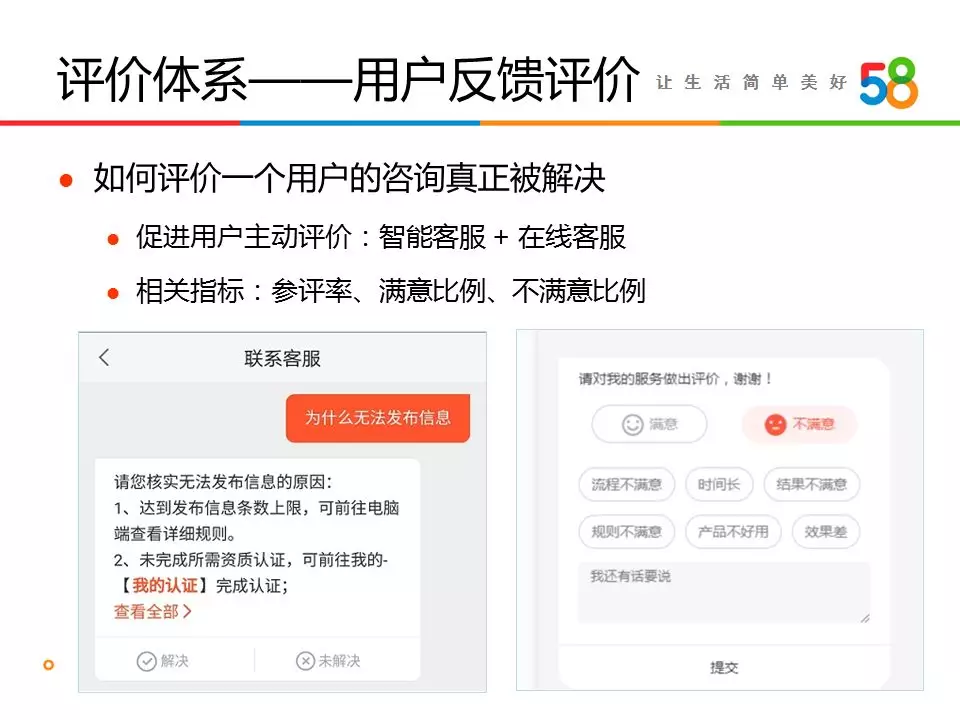 评价体系——用户反馈评价
让生活简单美好
58
如何评价一个用户的咨询真正被解决
促进用户主动评价：智能客服 + 在线客服
相关指标：参评率、满意比例、不满意比例
联系客服
为什么无法发布信息
请您核实无法发布信息的原因：
1、达到发布信息条数上限，可前往电脑
端查看详细规则。
2、未完成所需资质认证，可前往我的-
【我的认证】完成认证；
查看全部
解决
未解决
请对我的服务做出评价，谢谢！
满意
不满意
流程不满意
时间长
结果不满意
规则不满意
产品不好用
效果差
我还有话要说
提交